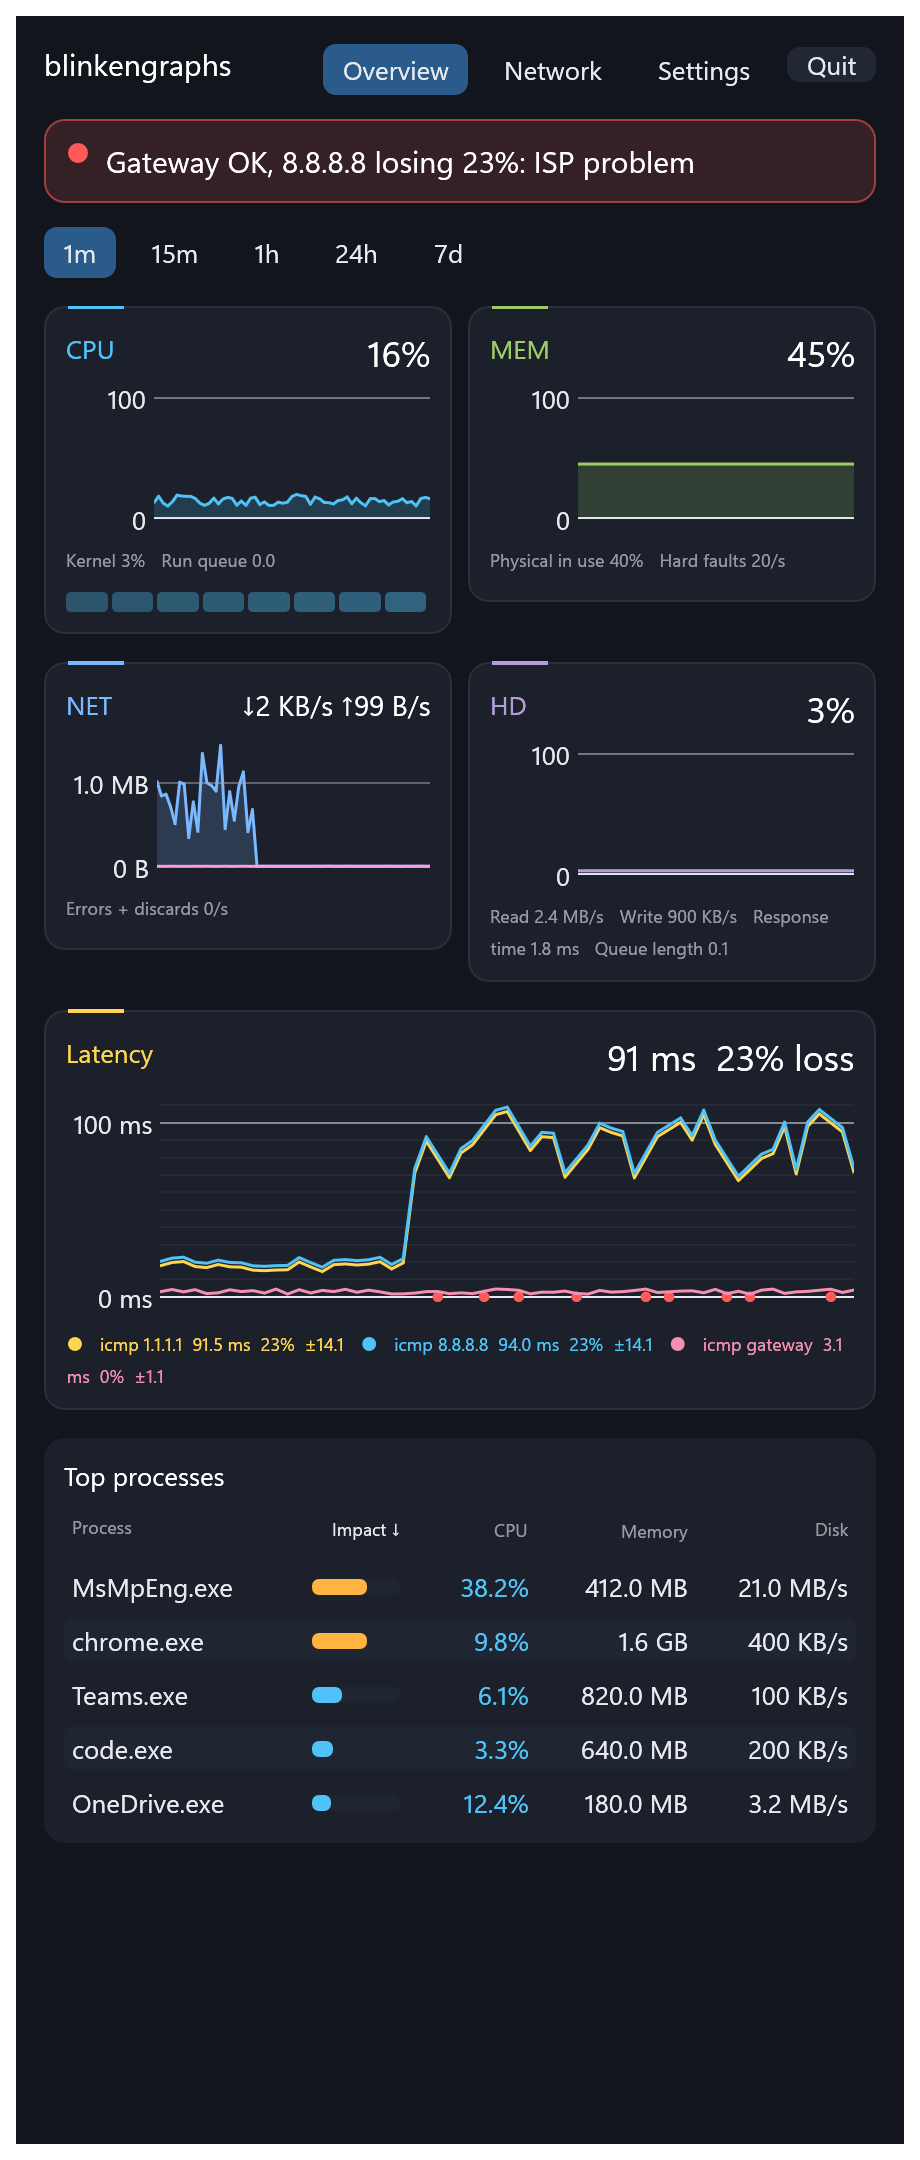 blinkengraphs Overview Network Settings Quit
Gateway OK, 8.8.8.8 losing 23%: ISP problem
1m 15m 1h 24h 7d
CPU 16%
100
0
Kernel 3% Run queue 0.0
MEM 45%
100
0
Physical in use 40% Hard faults 20/s
NET ↓2 KB/s ↑99 B/s
1.0 MB
0 B
Errors + discards 0/s
HD 3%
100
0
Read 2.4 MB/s Write 900 KB/s Response
time 1.8 ms Queue length 0.1
Latency 91 ms 23% loss
100 ms
0 ms
icmp 1.1.1.1 91.5 ms 23% ±14.1 icmp 8.8.8.8 94.0 ms 23% ±14.1 icmp gateway 3.1
ms 0% ±1.1
Top processes
Process Impact ↓ CPU Memory Disk
MsMpEng.exe 38.2% 412.0 MB 21.0 MB/s
chrome.exe 9.8% 1.6 GB 400 KB/s
Teams.exe 6.1% 820.0 MB 100 KB/s
code.exe 3.3% 640.0 MB 200 KB/s
OneDrive.exe 12.4% 180.0 MB 3.2 MB/s